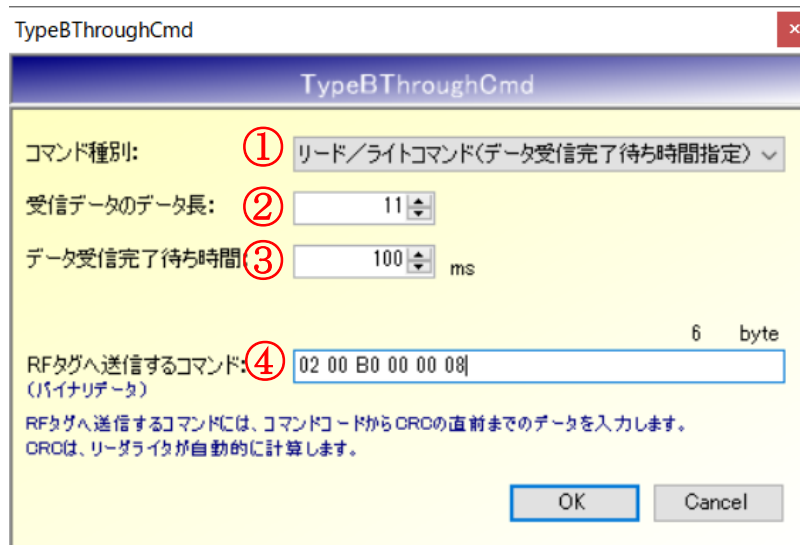 TypeBThroughCmd
×
TypeBThroughCmd
コマンド種別: ① リード/ライトコマンド(データ受信完了待ち時間指定)
受信データのデータ長: ② 11
データ受信完了待ち時間: ③ 100 ms
6 byte
RFタグへ送信するコマンド: ④ 02 00 B0 00 00 08
(バイナリデータ)
RFタグへ送信するコマンドには、コマンドコードからCRCの直前までのデータを入力します。
CRCは、リーダライタが自動的に計算します。
OK Cancel